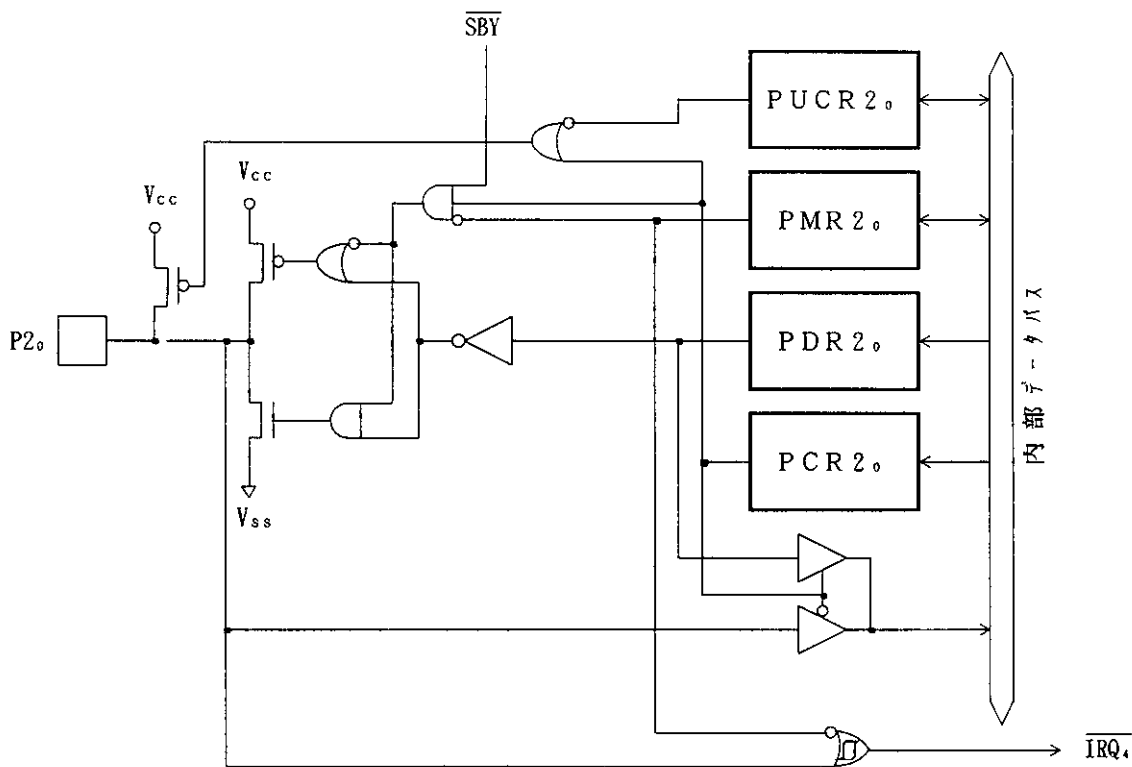 SBY
PUCR2₀
Vcc
Vcc
PMR2₀
P2₀
PDR2₀
内部データバス
PCR2₀
Vss
IRQ₄